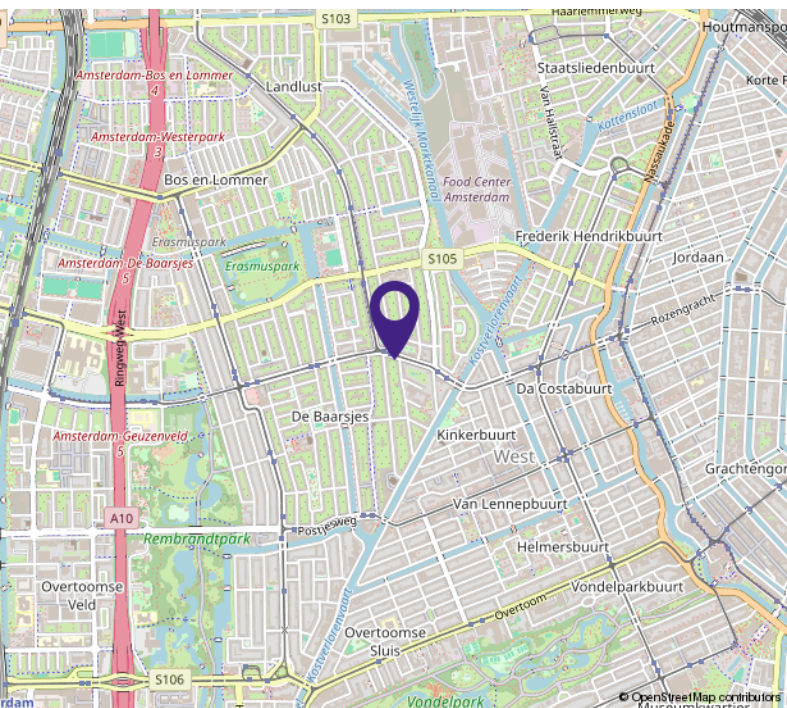 S103
Haarlemmerweg
Houtmanspo
Amsterdam-Bos en Lommer
4
Landlust
Staatsliedenbuurt
Korte P
Westelijk Marktkanaal
Van Hallstraat
Kattensloot
Nassaukade
Amsterdam-Westerpark
3
Bos en Lommer
Food Center
Amsterdam
Erasmuspark
Frederik Hendrikbuurt
Jordaan
Amsterdam-De Baarsjes
5
Erasmuspark
S105
Kostverlorenvaart
Rozengracht
Ringweg-West
Da Costabuurt
De Baarsjes
Amsterdam-Geuzenveld
5
Kinkerbuurt
West
Grachtengor
A10
Van Lennepbuurt
Postjesweg
Rembrandtpark
Helmersbuurt
Overtoomse
Veld
Vondelparkbuurt
Overtoom
Kostverlorenvaart
Overtoomse
Sluis
S106
Vondelpark
rdam
© OpenStreetMap contributors
Museumkwartier